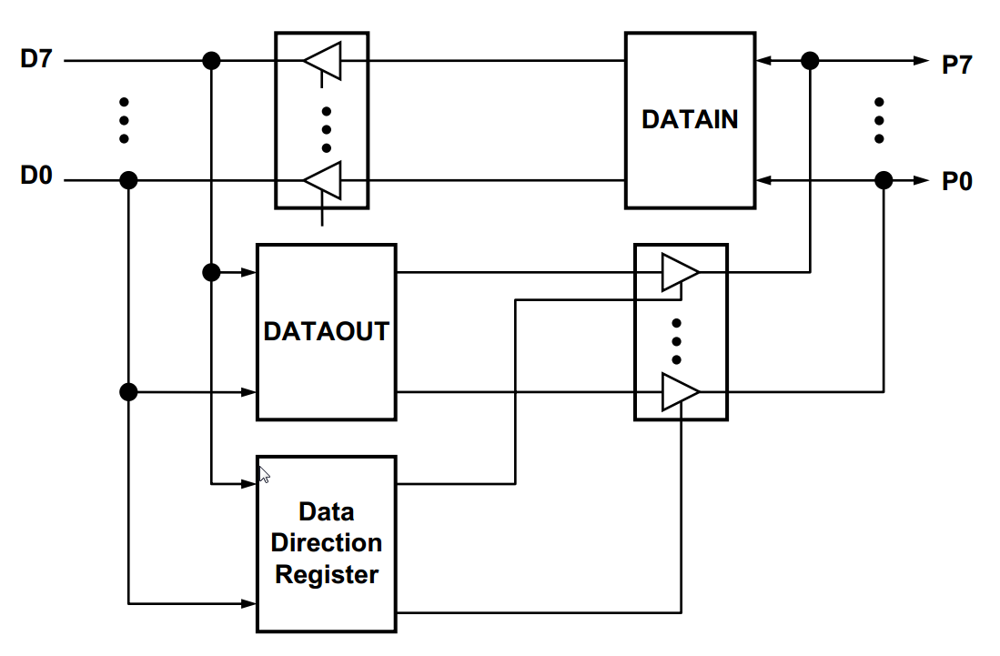 D7
P7
DATAIN
D0
P0
DATAOUT
Data
Direction
Register